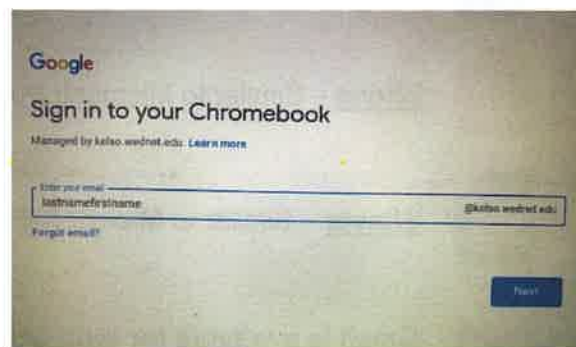 Google
Sign in to your Chromebook
Managed by kelso.wednet.edu. Learn more
Enter your email
lastnamefirstname @kelso.wednet.edu
Forgot email?
Next